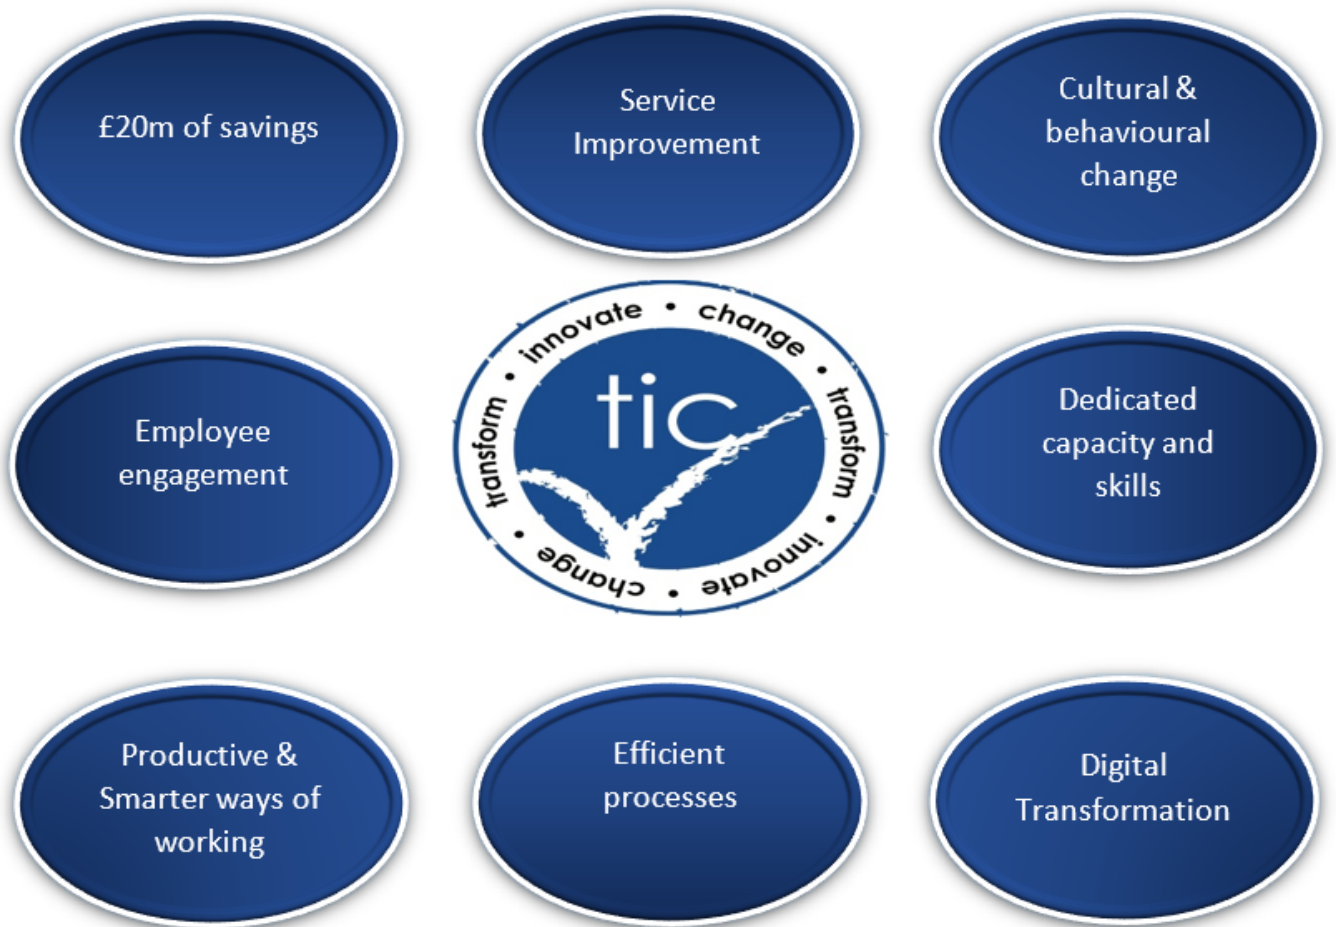 £20m of savings
Service
Improvement
Cultural &
behavioural
change
Employee
engagement
tic
transform • innovate • change • transform • innovate • change •
Dedicated
capacity and
skills
Productive &
Smarter ways of
working
Efficient
processes
Digital
Transformation